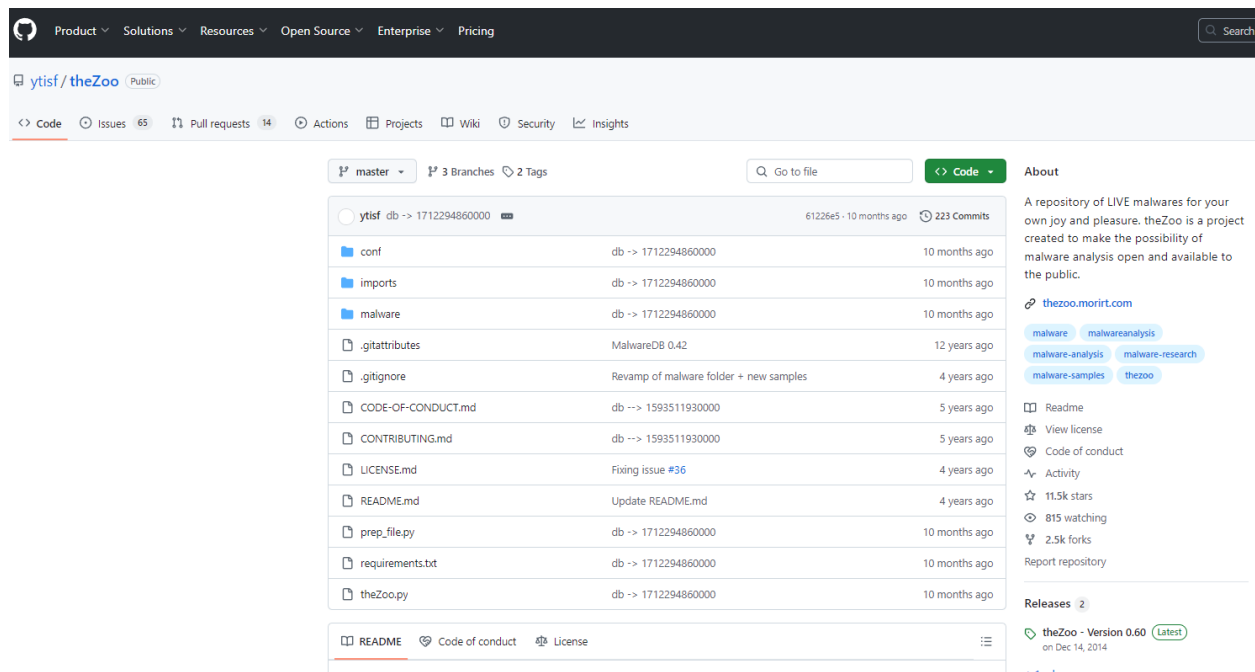 Product Solutions Resources Open Source Enterprise Pricing Search
ytisf / theZoo Public
Code Issues 65 Pull requests 14 Actions Projects Wiki Security Insights
master 3 Branches 2 Tags Go to file Code
ytisf db -> 1712294860000 61226e5 · 10 months ago 223 Commits
conf db -> 1712294860000 10 months ago
imports db -> 1712294860000 10 months ago
malware db -> 1712294860000 10 months ago
.gitattributes MalwareDB 0.42 12 years ago
.gitignore Revamp of malware folder + new samples 4 years ago
CODE-OF-CONDUCT.md db --> 1593511930000 5 years ago
CONTRIBUTING.md db --> 1593511930000 5 years ago
LICENSE.md Fixing issue #36 4 years ago
README.md Update README.md 4 years ago
prep_file.py db -> 1712294860000 10 months ago
requirements.txt db -> 1712294860000 10 months ago
theZoo.py db -> 1712294860000 10 months ago
README Code of conduct License
About
A repository of LIVE malwares for your
own joy and pleasure. theZoo is a project
created to make the possibility of
malware analysis open and available to
the public.
thezoo.morirt.com
malware malwareanalysis
malware-analysis malware-research
malware-samples thezoo
Readme
View license
Code of conduct
Activity
11.5k stars
815 watching
2.5k forks
Report repository
Releases 2
theZoo - Version 0.60 Latest
on Dec 14, 2014